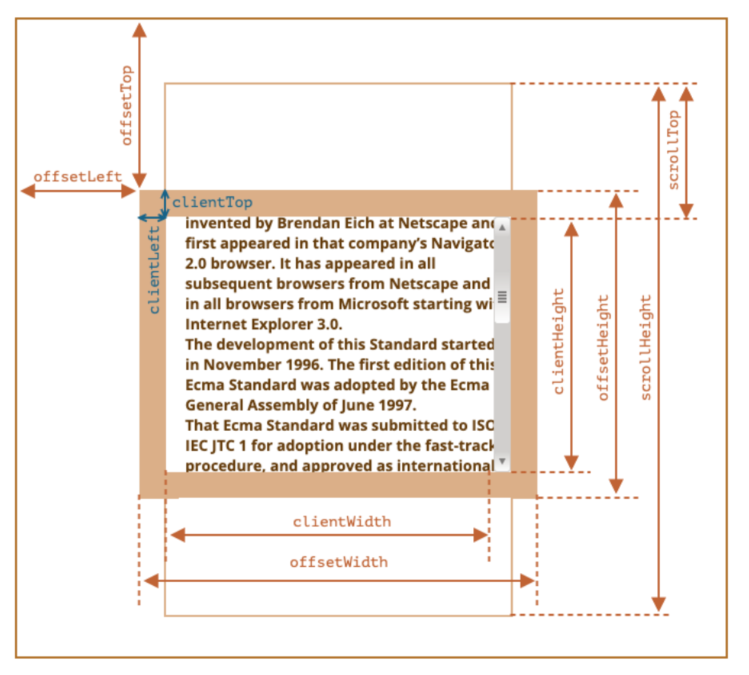 offsetTop
offsetLeft
scrollTop
clientTop
clientLeft
invented by Brendan Eich at Netscape and
first appeared in that company’s Navigato
2.0 browser. It has appeared in all
subsequent browsers from Netscape and
in all browsers from Microsoft starting wi
Internet Explorer 3.0.
The development of this Standard started
in November 1996. The first edition of this
Ecma Standard was adopted by the Ecma
General Assembly of June 1997.
That Ecma Standard was submitted to ISO
IEC JTC 1 for adoption under the fast-track
procedure, and approved as international
clientHeight
offsetHeight
scrollHeight
clientWidth
offsetWidth